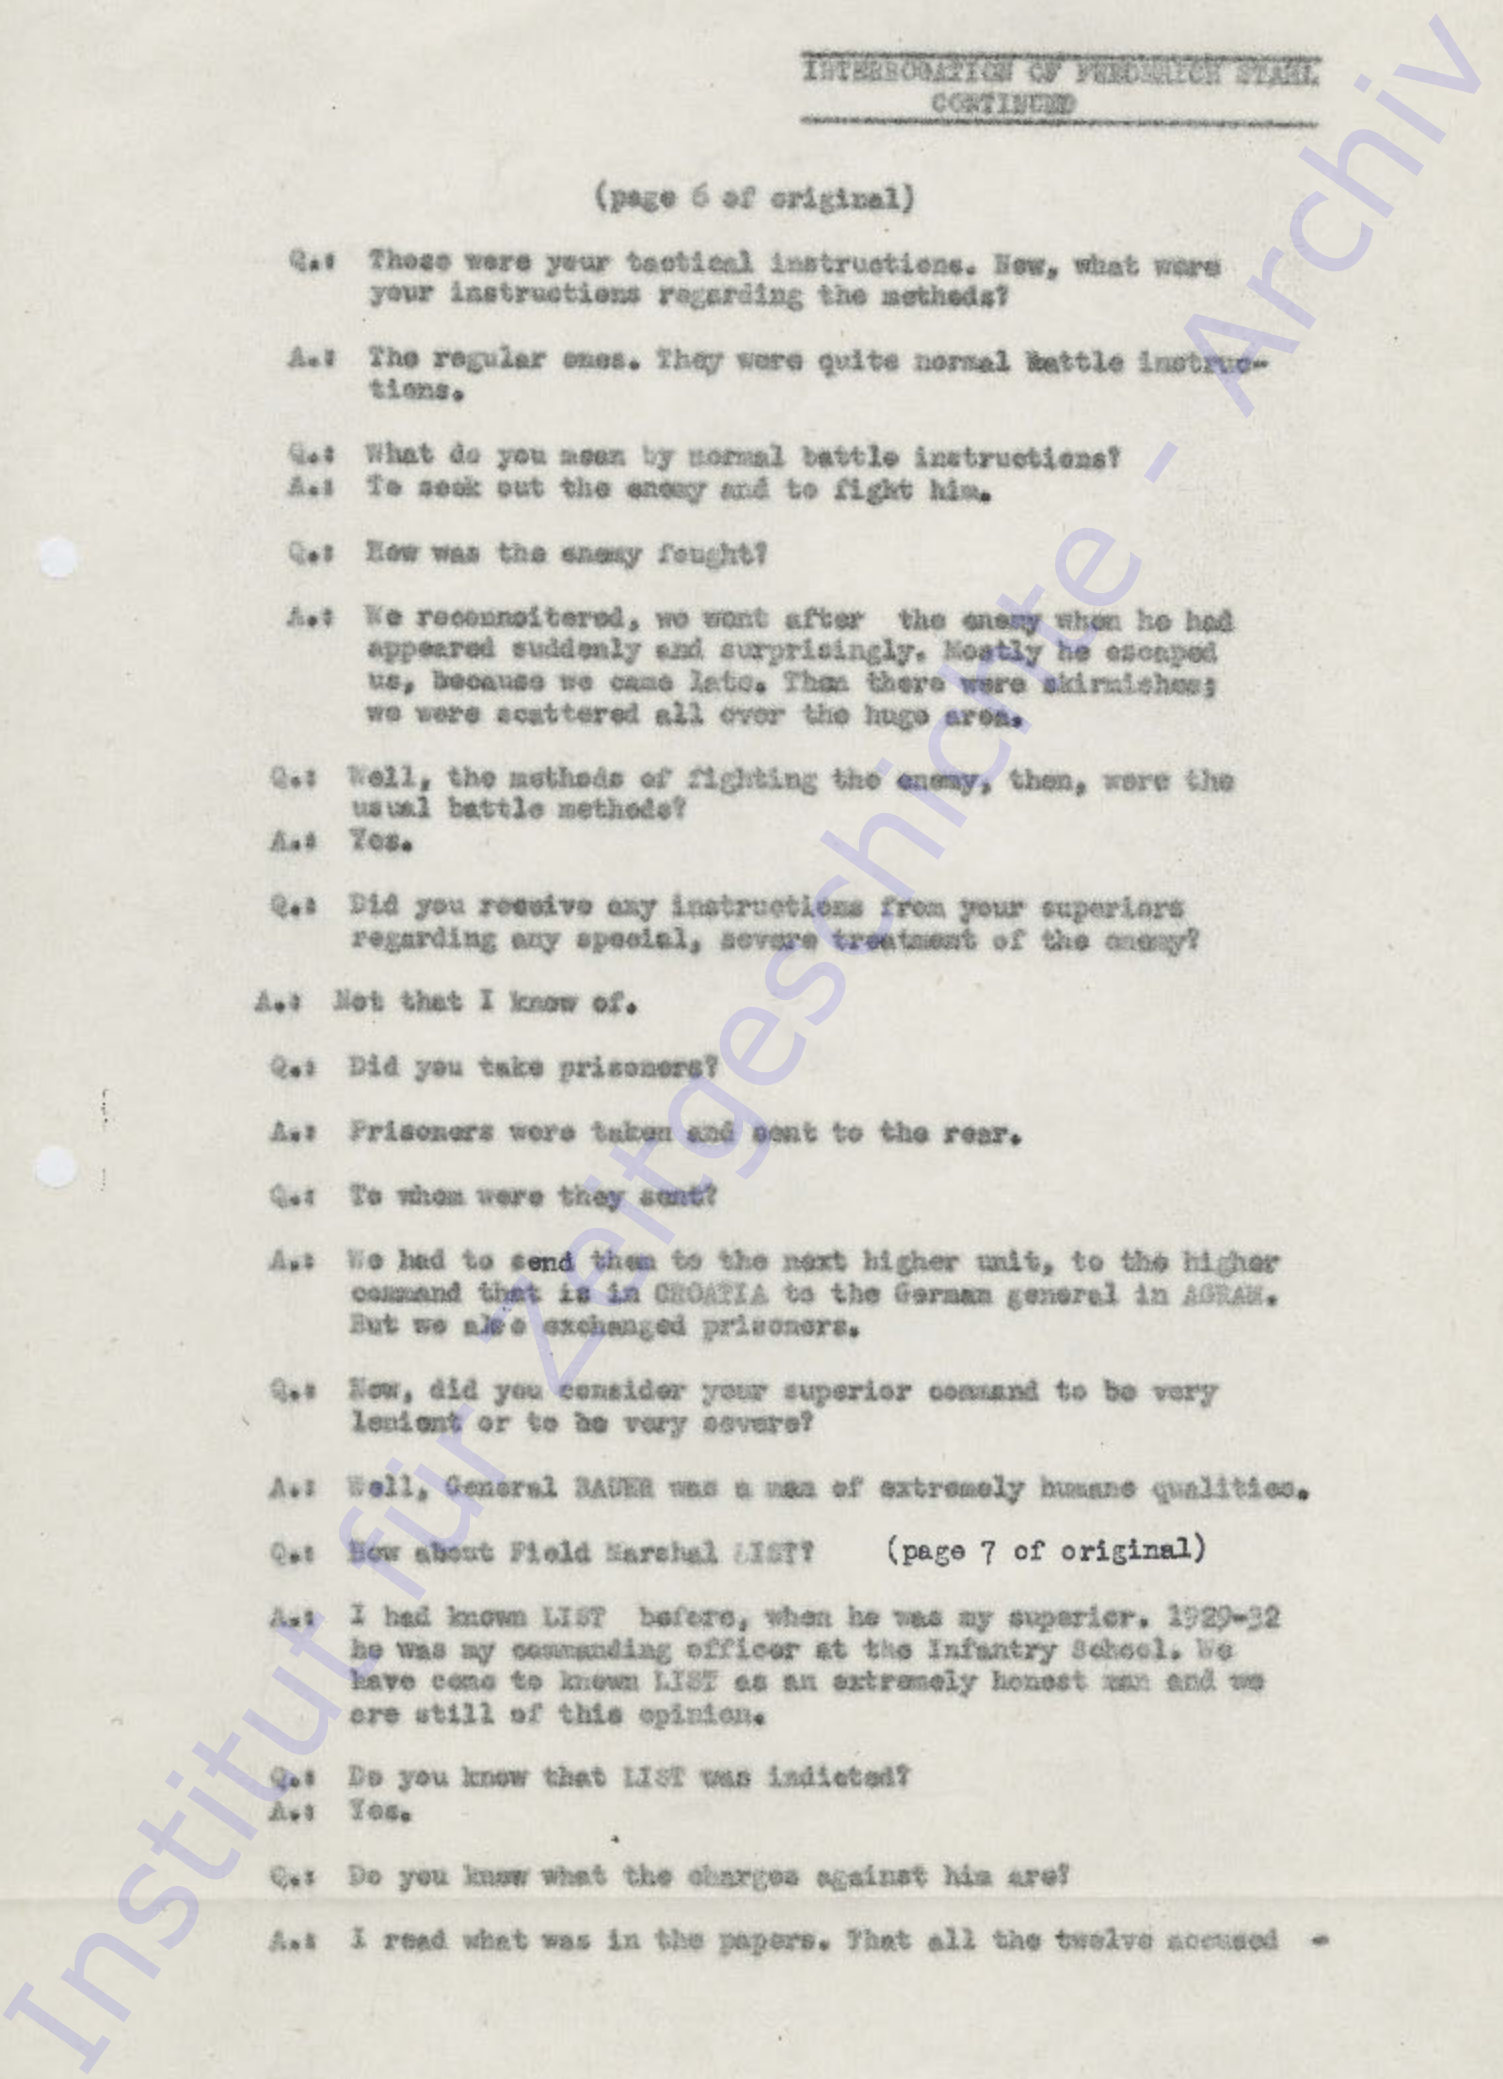 INTERROGATION OF FRIEDERICH STAHL
CONTINUED
(page 6 of original)
Q.: These were your tactical instructions. Now, what were
your instructions regarding the methods?
A.: The regular ones. They were quite normal battle instruc-
tions.
Q.: What do you mean by normal battle instructions?
A.: To seek out the enemy and to fight him.
Q.: How was the enemy fought?
A.: We reconnoitered, we went after the enemy when he had
appeared suddenly and surprisingly. Mostly he escaped
us, because we came late. Then there were skirmishes;
we were scattered all over the huge area.
Q.: Well, the methods of fighting the enemy, then, were the
usual battle methods?
A.: Yes.
Q.: Did you receive any instructions from your superiors
regarding any special, severe treatment of the enemy?
A.: Not that I know of.
Q.: Did you take prisoners?
A.: Prisoners were taken and sent to the rear.
Q.: To whom were they sent?
A.: We had to send them to the next higher unit, to the higher
command that is in CROATIA to the German general in AGRAM.
But we also exchanged prisoners.
Q.: Now, did you consider your superior command to be very
lenient or to be very severe?
A.: Well, General BAUER was a man of extremely humane qualities.
Q.: How about Field Marshal LIST? (page 7 of original)
A.: I had known LIST before, when he was my superior. 1929-32
he was my commanding officer at the Infantry School. We
have come to known LIST as an extremely honest man and we
are still of this opinion.
Q.: Do you know that LIST was indicted?
A.: Yes.
Q.: Do you know what the charges against him are?
A.: I read what was in the papers. That all the twelve accused -
Institut für Zeitgeschichte - Archiv